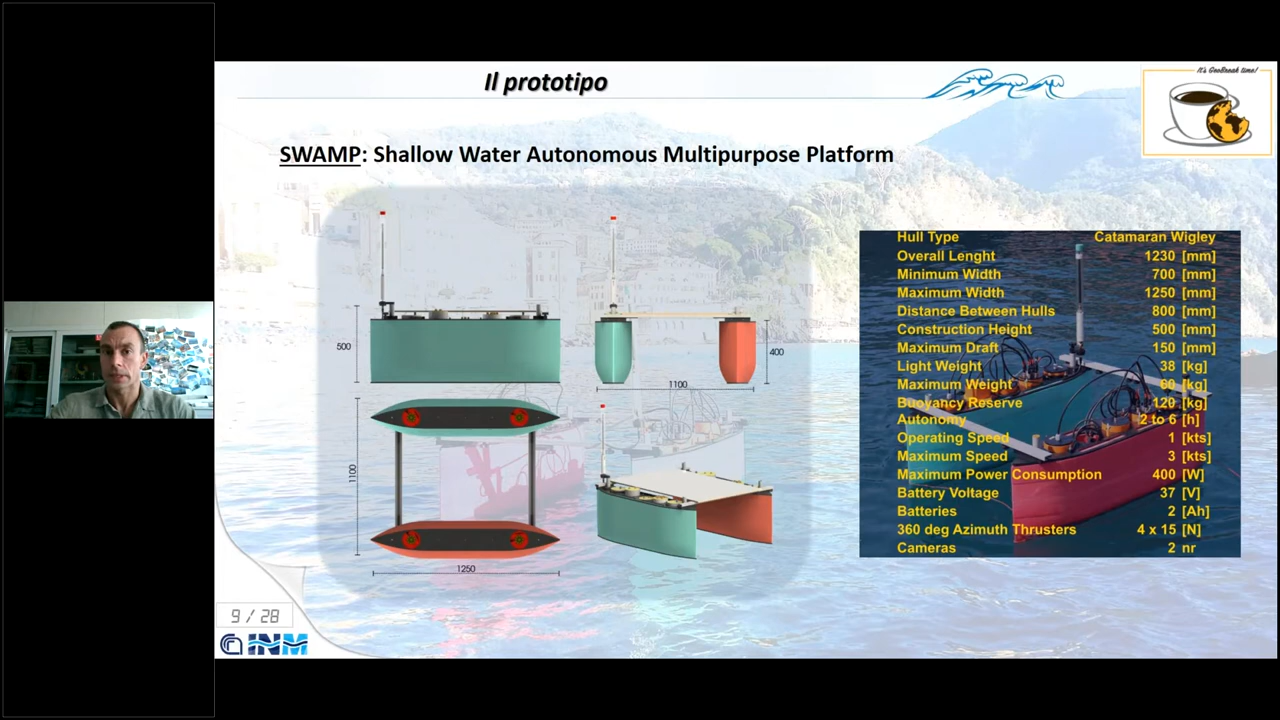 Il prototipo
It's GeoBreak time!
SWAMP: Shallow Water Autonomous Multipurpose Platform
500
400
1100
1100
1250
Hull Type Catamaran Wigley
Overall Lenght 1230 [mm]
Minimum Width 700 [mm]
Maximum Width 1250 [mm]
Distance Between Hulls 800 [mm]
Construction Height 500 [mm]
Maximum Draft 150 [mm]
Light Weight 38 [kg]
Maximum Weight 60 [kg]
Buoyancy Reserve 120 [kg]
Autonomy 2 to 6 [h]
Operating Speed 1 [kts]
Maximum Speed 3 [kts]
Maximum Power Consumption 400 [W]
Battery Voltage 37 [V]
Batteries 2 [Ah]
360 deg Azimuth Thrusters 4 x 15 [N]
Cameras 2 nr
9 / 28
INM